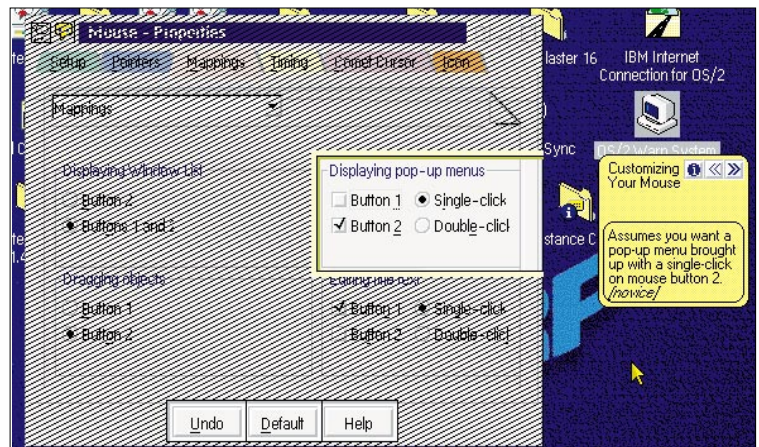 Mouse - Properties
Setup Pointers Mappings Timing Comet Cursor Icon
Mappings
Displaying Window List
Button 2
Buttons 1 and 2
Displaying pop-up menus
Button 1 Single-click
Button 2 Double-click
Dragging objects
Button 1
Button 2
Editing title text
Button 1 Single-click
Button 2 Double-click
Undo Default Help
laster 16
IBM Internet
Connection for OS/2
Sync
OS/2 Warp System
stance C
Customizing
Your Mouse
Assumes you want a
pop-up menu brought
up with a single-click
on mouse button 2.
[novice]